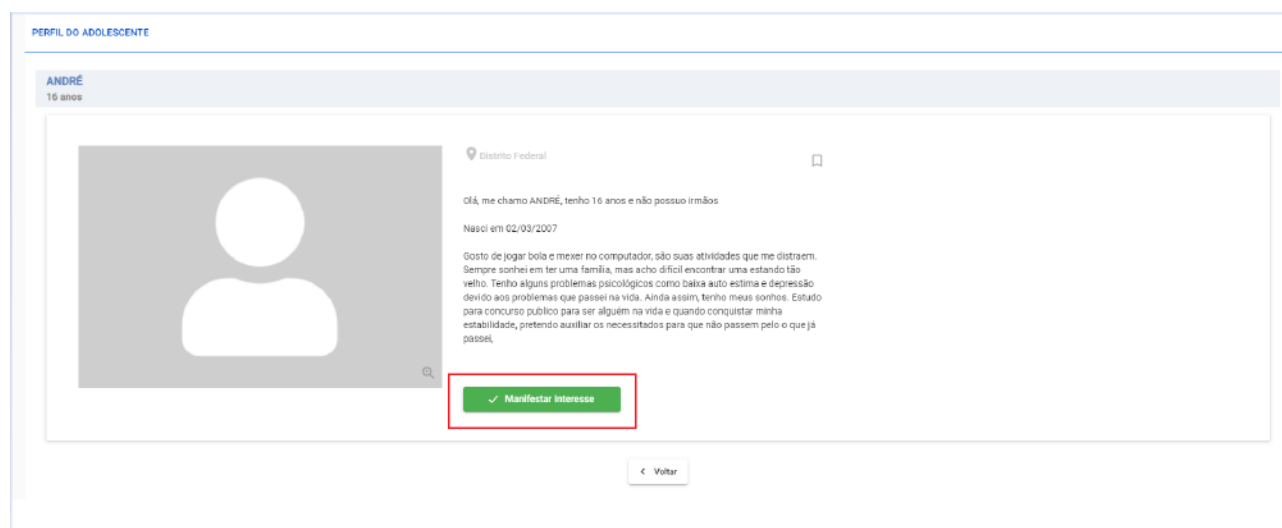 PERFIL DO ADOLESCENTE
ANDRÉ
16 anos
Distrito Federal
Olá, me chamo ANDRÉ, tenho 16 anos e não possuo irmãos
Nasci em 02/03/2007
Gosto de jogar bola e mexer no computador, são suas atividades que me distraem.
Sempre sonhei em ter uma família, mas acho difícil encontrar uma estando tão
velho. Tenho alguns problemas psicológicos como baixa auto estima e depressão
devido aos problemas que passei na vida. Ainda assim, tenho meus sonhos. Estudo
para concurso publico para ser alguém na vida e quando conquistar minha
estabilidade, pretendo auxiliar os necessitados para que não passem pelo o que já
passei,
Manifestar Interesse
Voltar